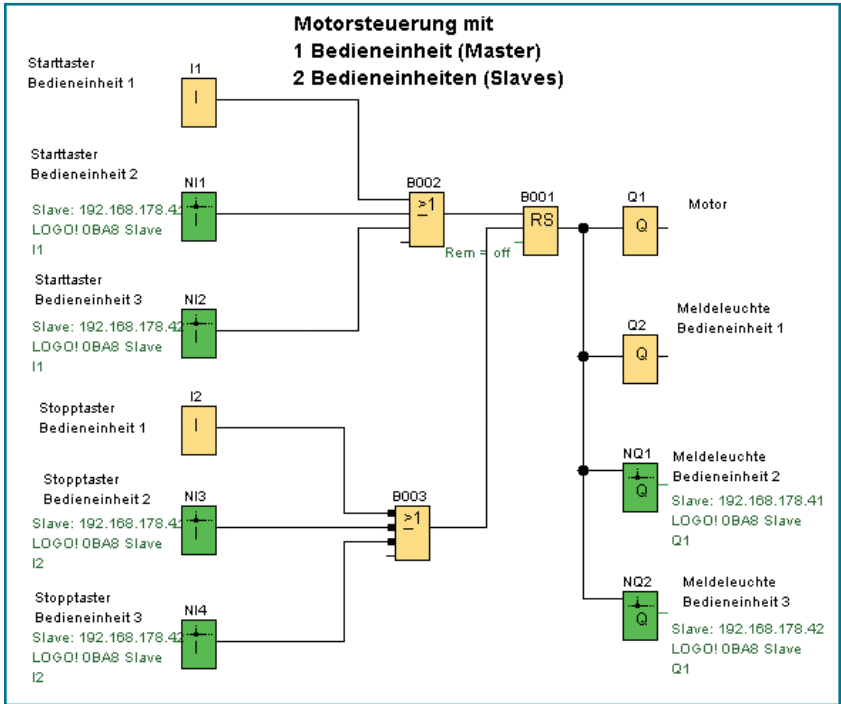 Motorsteuerung mit
1 Bedieneinheit (Master)
2 Bedieneinheiten (Slaves)
Starttaster
Bedieneinheit 1
I1
I
Starttaster
Bedieneinheit 2
NI1
I
Slave: 192.168.178.41
LOGO! 0BA8 Slave
I1
Starttaster
Bedieneinheit 3
NI2
I
Slave: 192.168.178.42
LOGO! 0BA8 Slave
I1
B002
>1
B001
RS
Rem = off
Q1
Q
Motor
Q2
Q
Meldeleuchte
Bedieneinheit 1
Stopptaster
Bedieneinheit 1
I2
I
Stopptaster
Bedieneinheit 2
NI3
I
Slave: 192.168.178.41
LOGO! 0BA8 Slave
I2
B003
>1
Stopptaster
Bedieneinheit 3
NI4
I
Slave: 192.168.178.42
LOGO! 0BA8 Slave
I2
NQ1
Q
Meldeleuchte
Bedieneinheit 2
Slave: 192.168.178.41
LOGO! 0BA8 Slave
Q1
NQ2
Q
Meldeleuchte
Bedieneinheit 3
Slave: 192.168.178.42
LOGO! 0BA8 Slave
Q1